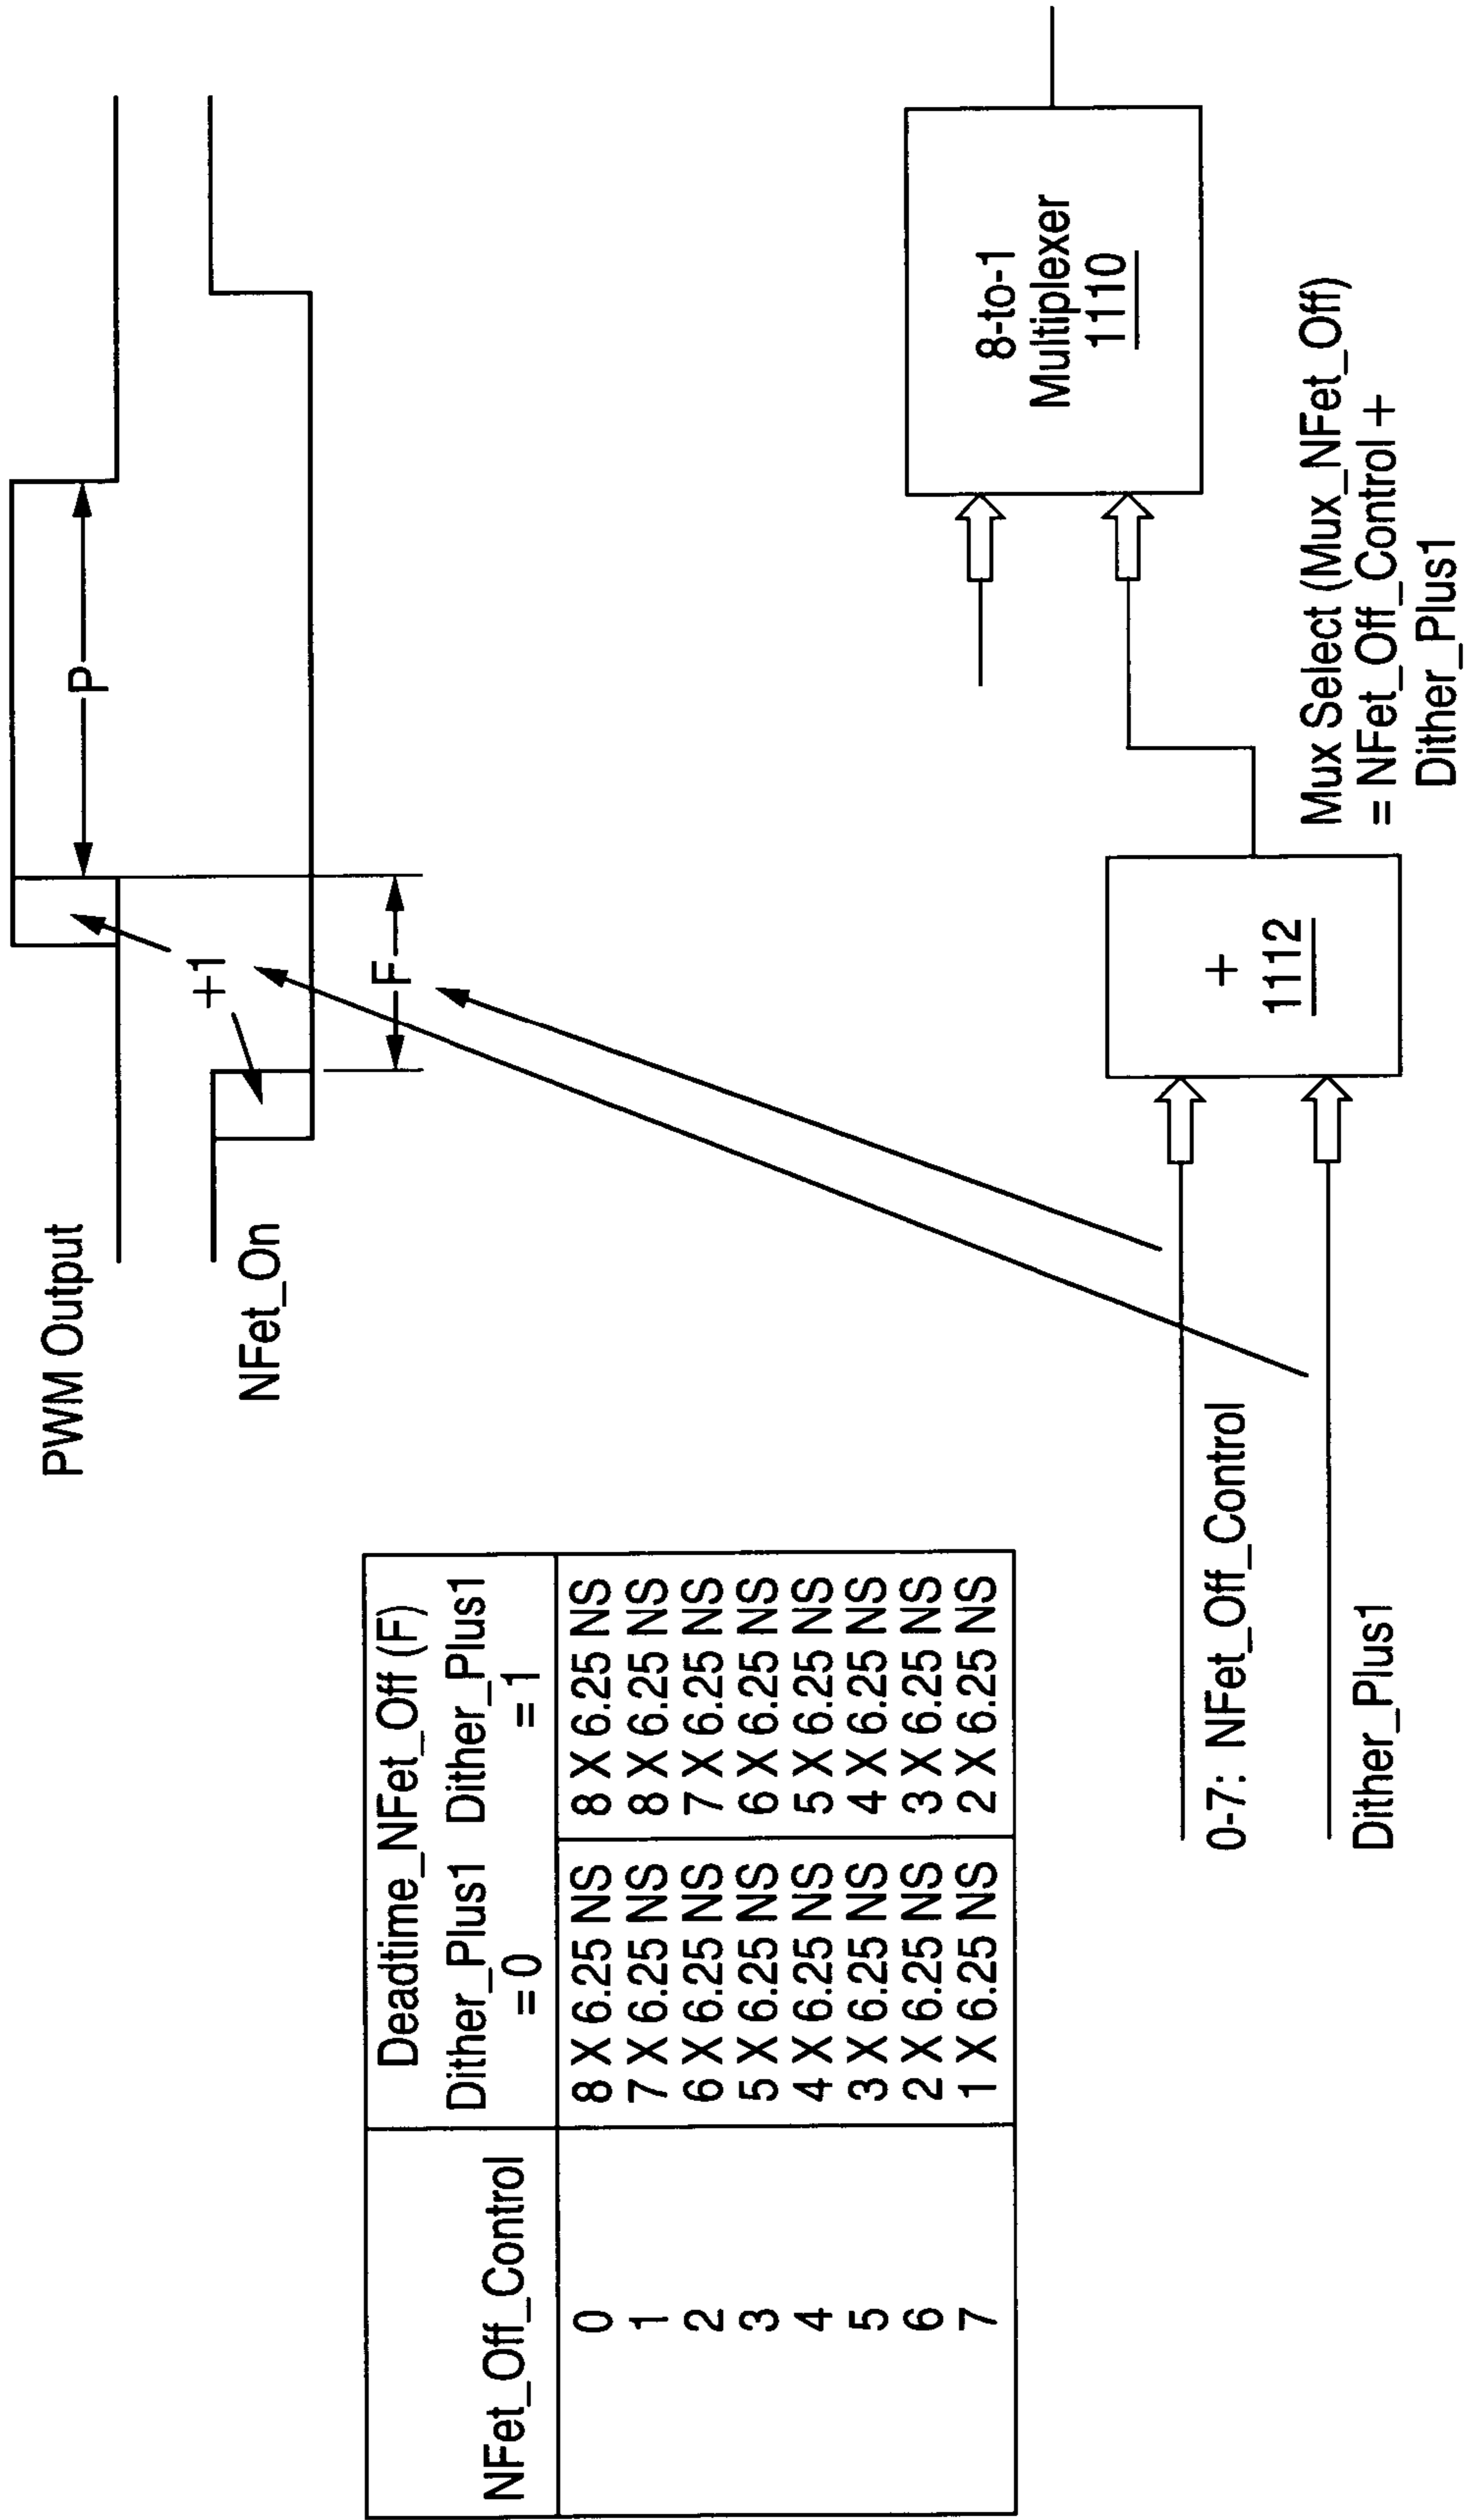 PWM Output
P
+1
NFet_On
F
NFet_Off_Control
Deadtime_NFet_Off (F)
Dither_Plus1 Dither_Plus1
=0 =1
0 8 X 6.25 NS 8 X 6.25 NS
1 7 X 6.25 NS 8 X 6.25 NS
2 6 X 6.25 NS 7 X 6.25 NS
3 5 X 6.25 NS 6 X 6.25 NS
4 4 X 6.25 NS 5 X 6.25 NS
5 3 X 6.25 NS 4 X 6.25 NS
6 2 X 6.25 NS 3 X 6.25 NS
7 1 X 6.25 NS 2 X 6.25 NS
8-to-1
Multiplexer
1110
+
1112
0-7: NFet_Off_Control
Dither_Plus1
Mux Select (Mux_NFet_Off)
= NFet_Off_Control +
Dither_Plus1